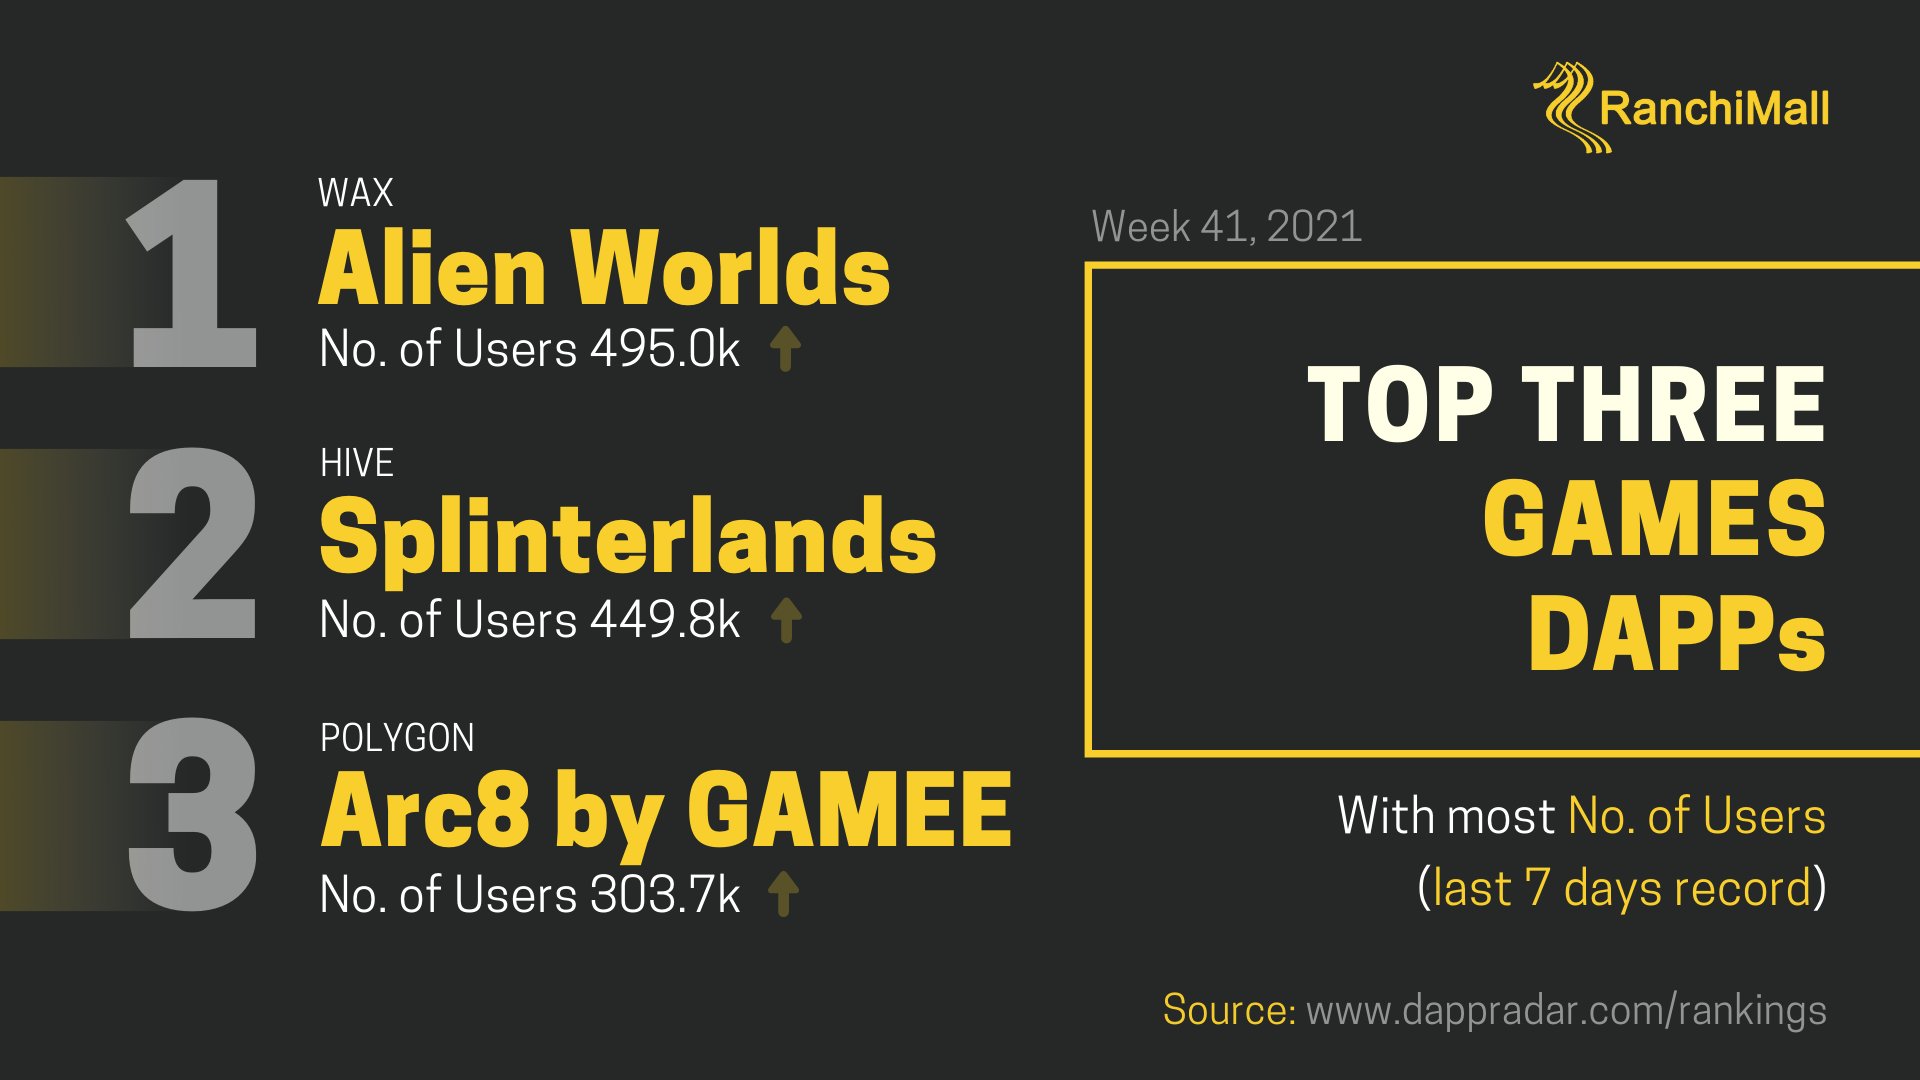 RanchiMall
1
WAX
Alien Worlds
No. of Users 495.0k
2
HIVE
Splinterlands
No. of Users 449.8k
3
POLYGON
Arc8 by GAMEE
No. of Users 303.7k
Week 41, 2021
TOP THREE
GAMES
DAPPs
With most No. of Users
(last 7 days record)
Source: www.dappradar.com/rankings